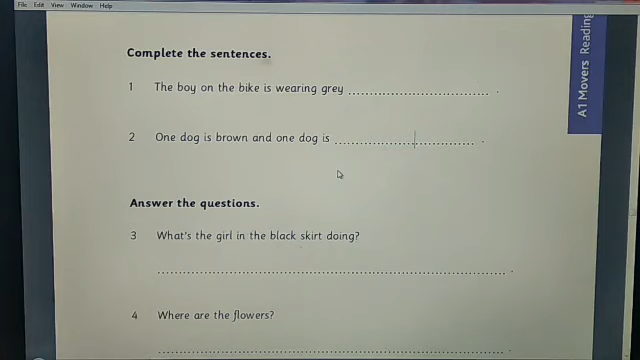 File Edit View Window Help
Complete the sentences.
1 The boy on the bike is wearing grey .............................. .
2 One dog is brown and one dog is .............................. .
Answer the questions.
3 What's the girl in the black skirt doing?
.............................. .
4 Where are the flowers?
.............................. .
A1 Movers Reading